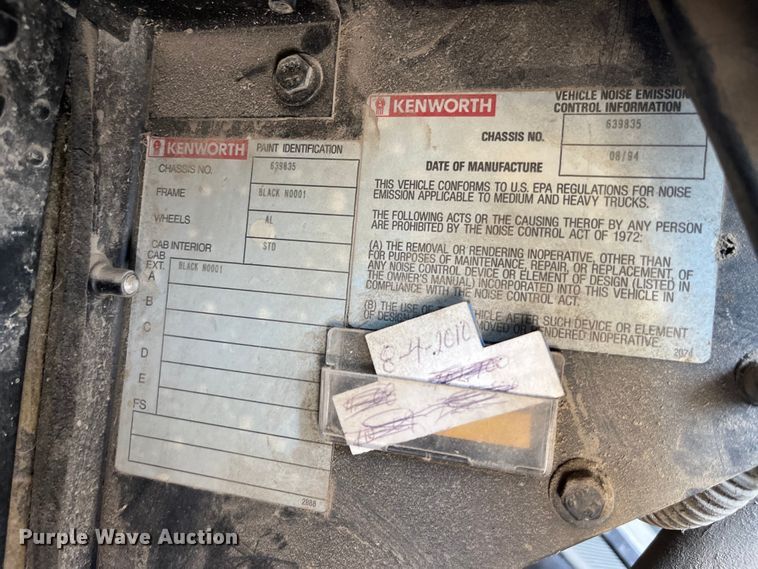 KENWORTH PAINT IDENTIFICATION
CHASSIS NO. 639835
FRAME BLACK N0001
WHEELS AL
CAB INTERIOR STD
CAB
EXT.
A BLACK N0001
B
C
D
E
FS
2988
KENWORTH VEHICLE NOISE EMISSION
CONTROL INFORMATION
CHASSIS NO. 639835
DATE OF MANUFACTURE 08/94
THIS VEHICLE CONFORMS TO U.S. EPA REGULATIONS FOR NOISE
EMISSION APPLICABLE TO MEDIUM AND HEAVY TRUCKS.
THE FOLLOWING ACTS OR THE CAUSING THEROF BY ANY PERSON
ARE PROHIBITED BY THE NOISE CONTROL ACT OF 1972:
(A) THE REMOVAL OR RENDERING INOPERATIVE, OTHER THAN
FOR PURPOSES OF MAINTENANCE, REPAIR, OR REPLACEMENT, OF
ANY NOISE CONTROL DEVICE OR ELEMENT OF DESIGN (LISTED IN
THE OWNER'S MANUAL) INCORPORATED INTO THIS VEHICLE IN
COMPLIANCE WITH THE NOISE CONTROL ACT.
(B) THE USE OF VEHICLE AFTER SUCH DEVICE OR ELEMENT
OF DESIGN MOVED OR RENDERED INOPERATIVE.
8-4-2010
Purple Wave Auction